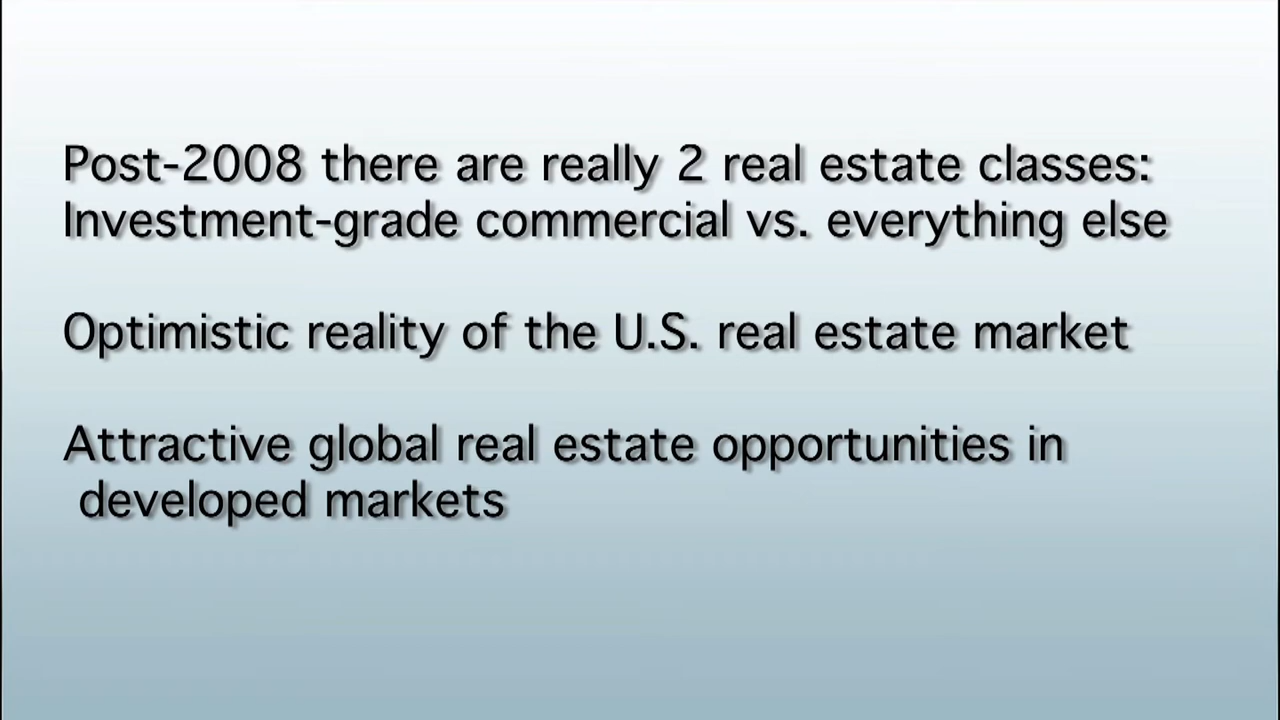 Post-2008 there are really 2 real estate classes:
Investment-grade commercial vs. everything else
Optimistic reality of the U.S. real estate market
Attractive global real estate opportunities in
developed markets